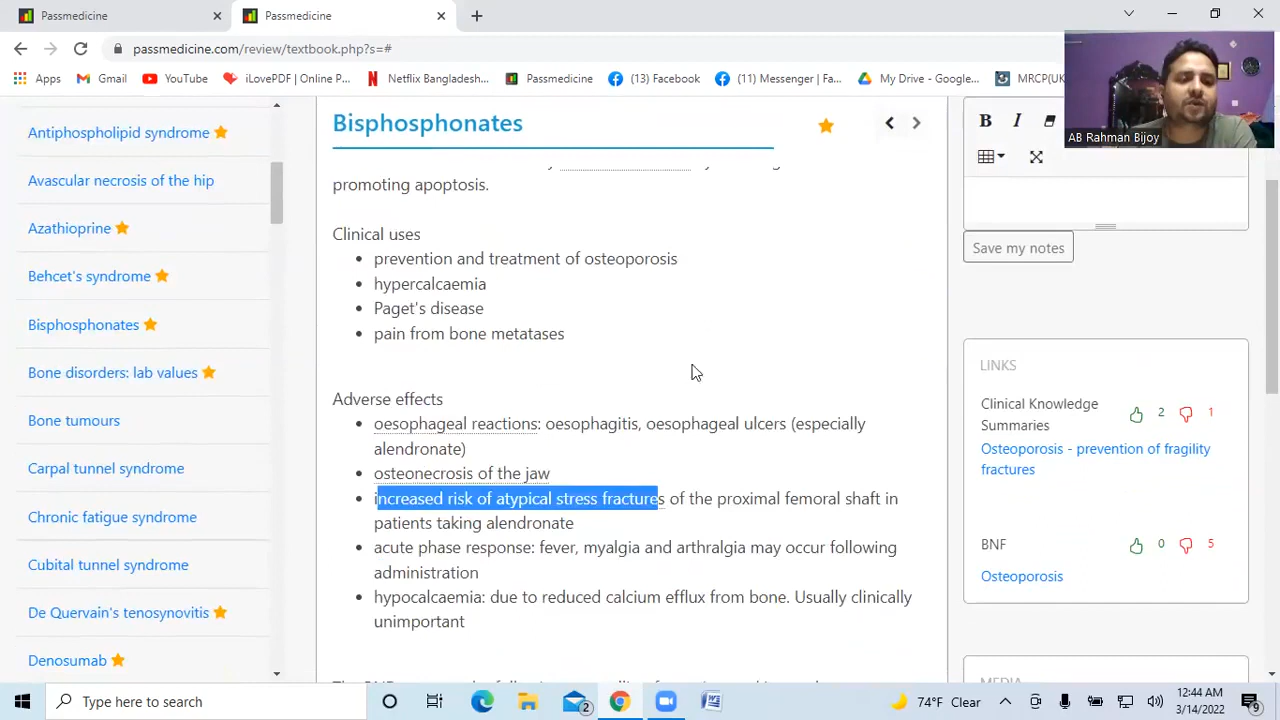 Passmedicine
Passmedicine
passmedicine.com/review/textbook.php?s=#
Apps
Gmail
YouTube
iLovePDF | Online P...
Netflix Bangladesh...
Passmedicine
(13) Facebook
(11) Messenger | Fa...
My Drive - Google...
MRCP(UK
AB Rahman Bijoy
Antiphospholipid syndrome
Avascular necrosis of the hip
Azathioprine
Behcet's syndrome
Bisphosphonates
Bone disorders: lab values
Bone tumours
Carpal tunnel syndrome
Chronic fatigue syndrome
Cubital tunnel syndrome
De Quervain's tenosynovitis
Denosumab
Bisphosphonates
promoting apoptosis.
Clinical uses
prevention and treatment of osteoporosis
hypercalcaemia
Paget's disease
pain from bone metatases
Adverse effects
oesophageal reactions: oesophagitis, oesophageal ulcers (especially
alendronate)
osteonecrosis of the jaw
increased risk of atypical stress fractures of the proximal femoral shaft in
patients taking alendronate
acute phase response: fever, myalgia and arthralgia may occur following
administration
hypocalcaemia: due to reduced calcium efflux from bone. Usually clinically
unimportant
B I
Save my notes
LINKS
Clinical Knowledge
Summaries
2
1
Osteoporosis - prevention of fragility
fractures
BNF
0
5
Osteoporosis
MEDIA
Type here to search
2
74°F Clear
12:44 AM
3/14/2022
9